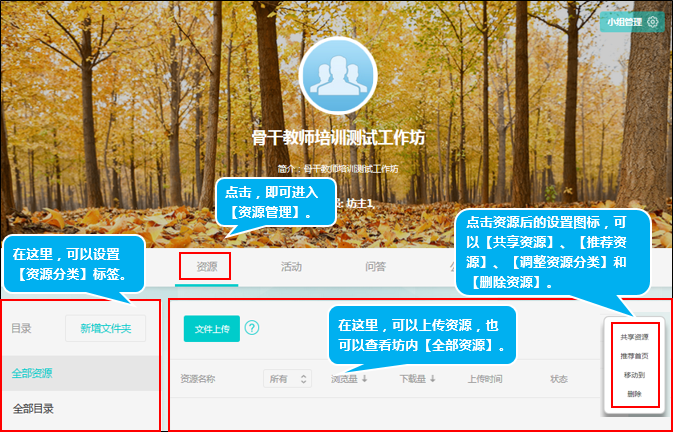 小组管理
骨干教师培训测试工作坊
简介：骨干教师培训测试工作坊
坊主1
点击，即可进入
【资源管理】。
点击资源后的设置图标，可
以【共享资源】、【推荐资
源】、【调整资源分类】和
【删除资源】。
在这里，可以设置
【资源分类】标签。
资源
活动
问答
目录
新增文件夹
全部资源
全部目录
文件上传
?
在这里，可以上传资源，也
可以查看坊内【全部资源】。
资源名称
所有
浏览量
下载量
上传时间
状态
共享资源
推荐首页
移动到
删除